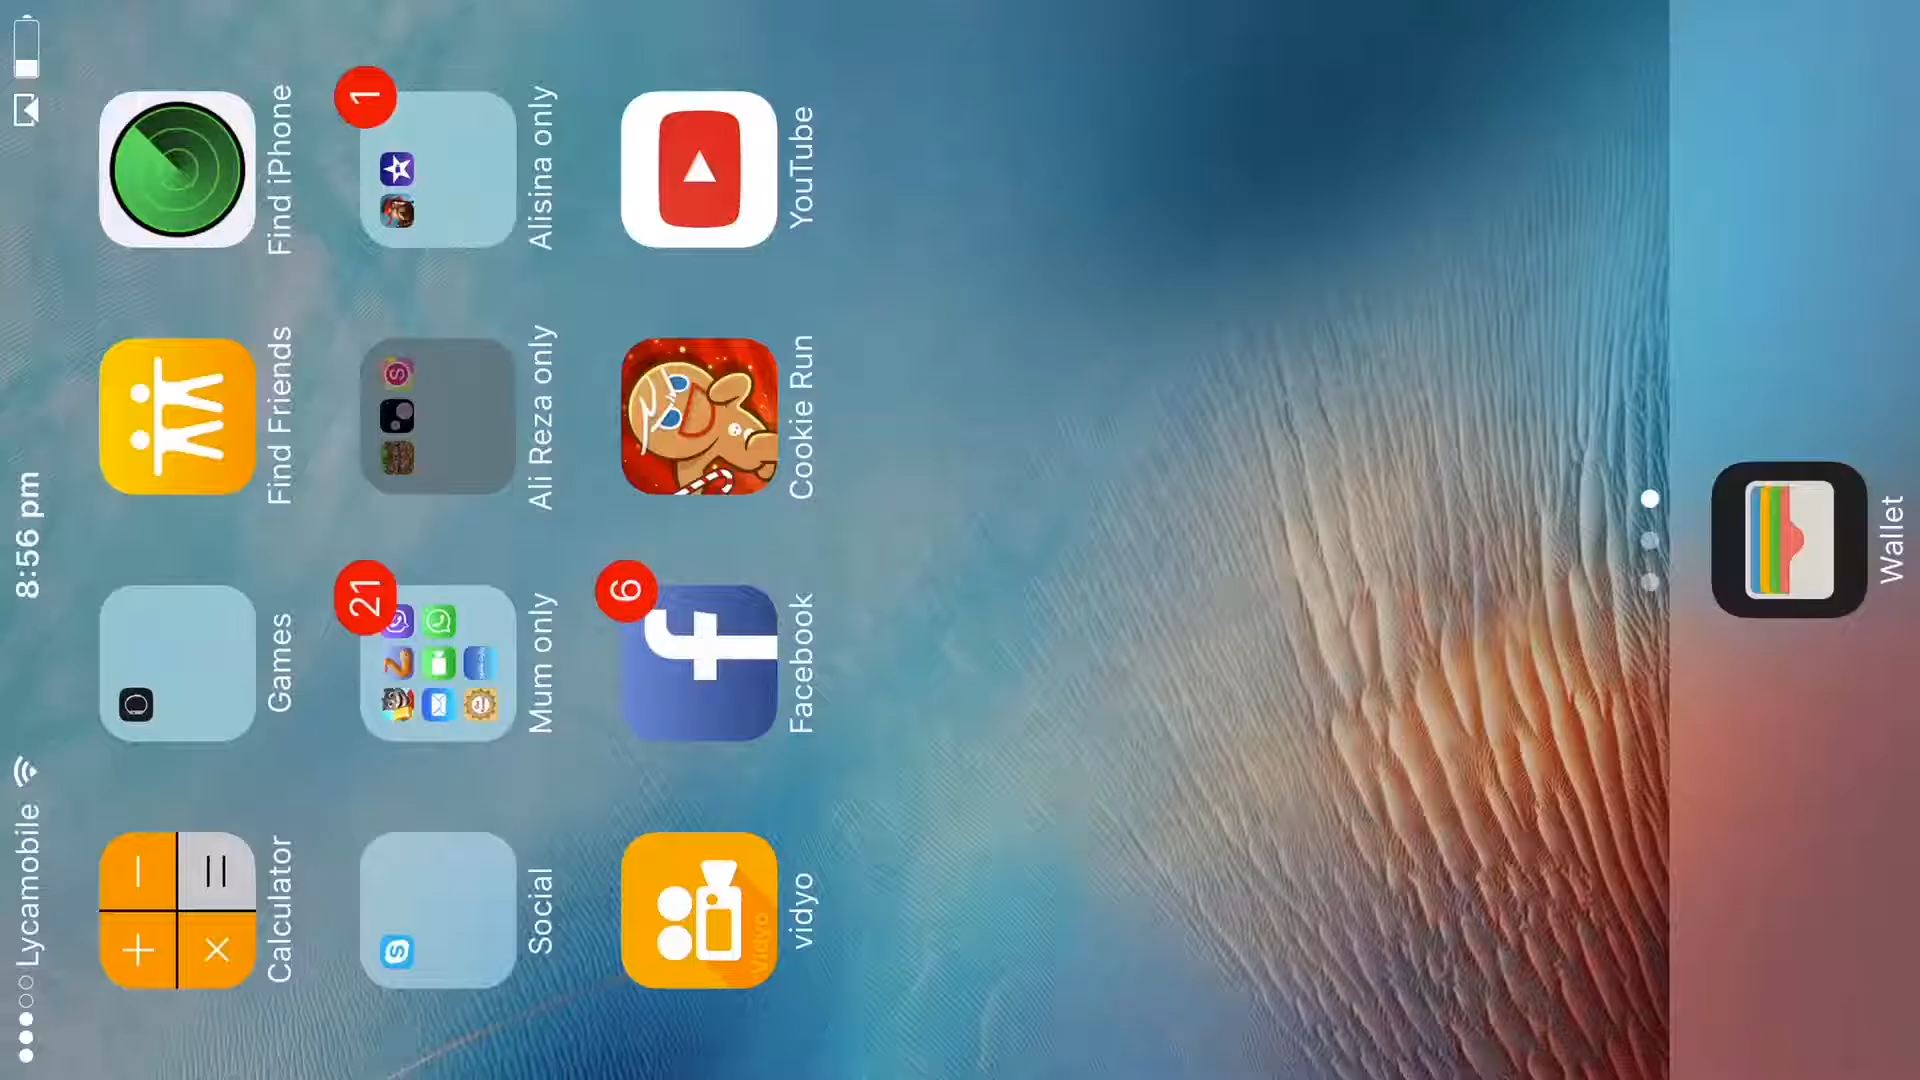 Lycamobile 8:56 pm
Calculator Games Find Friends Find iPhone
21 1
Social Mum only Ali Reza only Alisina only
6
Vidyo
vidyo Facebook Cookie Run YouTube
Wallet